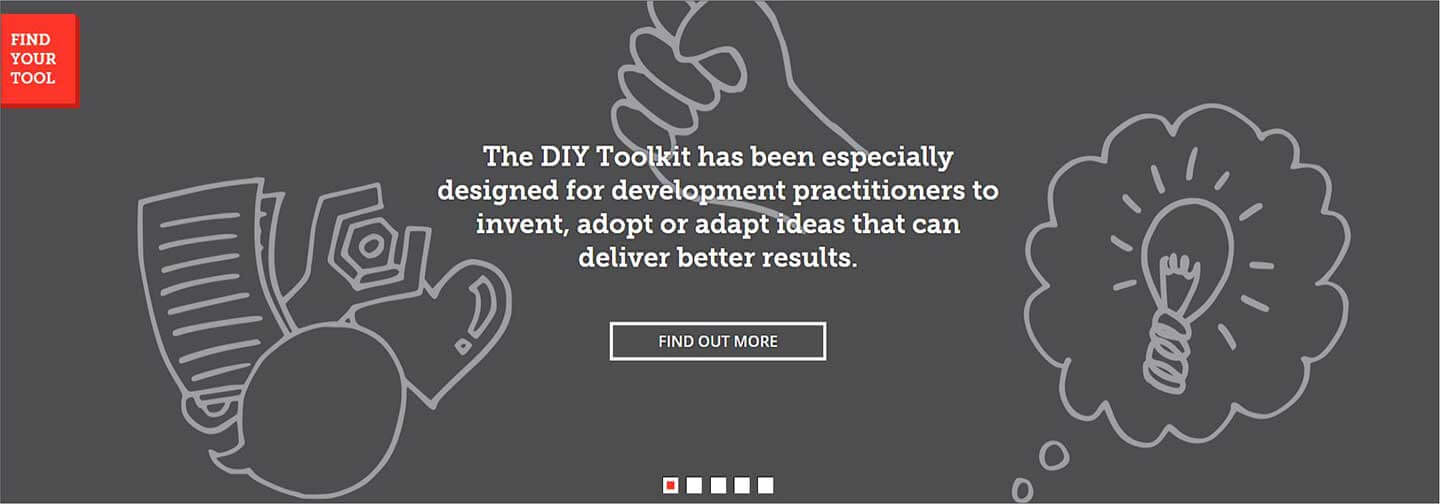 FIND
YOUR
TOOL
The DIY Toolkit has been especially
designed for development practitioners to
invent, adopt or adapt ideas that can
deliver better results.
FIND OUT MORE